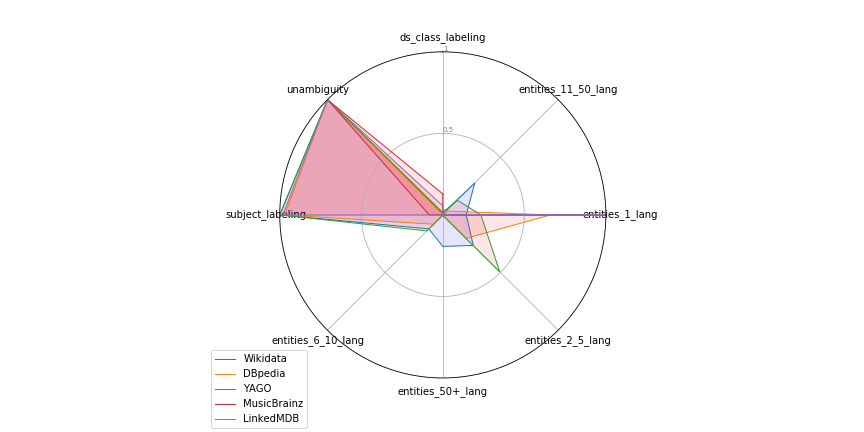 ds_class_labeling
1
unambiguity
entities_11_50_lang
0.5
subject_labeling
entities_1_lang
entities_6_10_lang
entities_2_5_lang
entities_50+_lang
Wikidata
DBpedia
YAGO
MusicBrainz
LinkedMDB